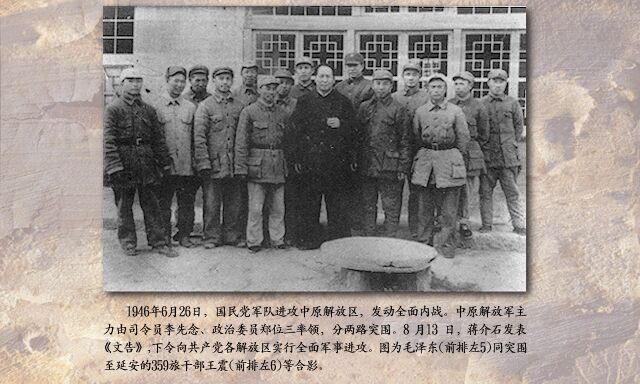 1946年6月26日，国民党军队进攻中原解放区，发动全面内战。中原解放军主
力由司令员李先念、政治委员郑位三率领，分两路突围。8 月13 日，蒋介石发表
《文告》,下令向共产党各解放区实行全面军事进攻。图为毛泽东(前排左5)同突围
至延安的359旅干部王震(前排左6)等合影。